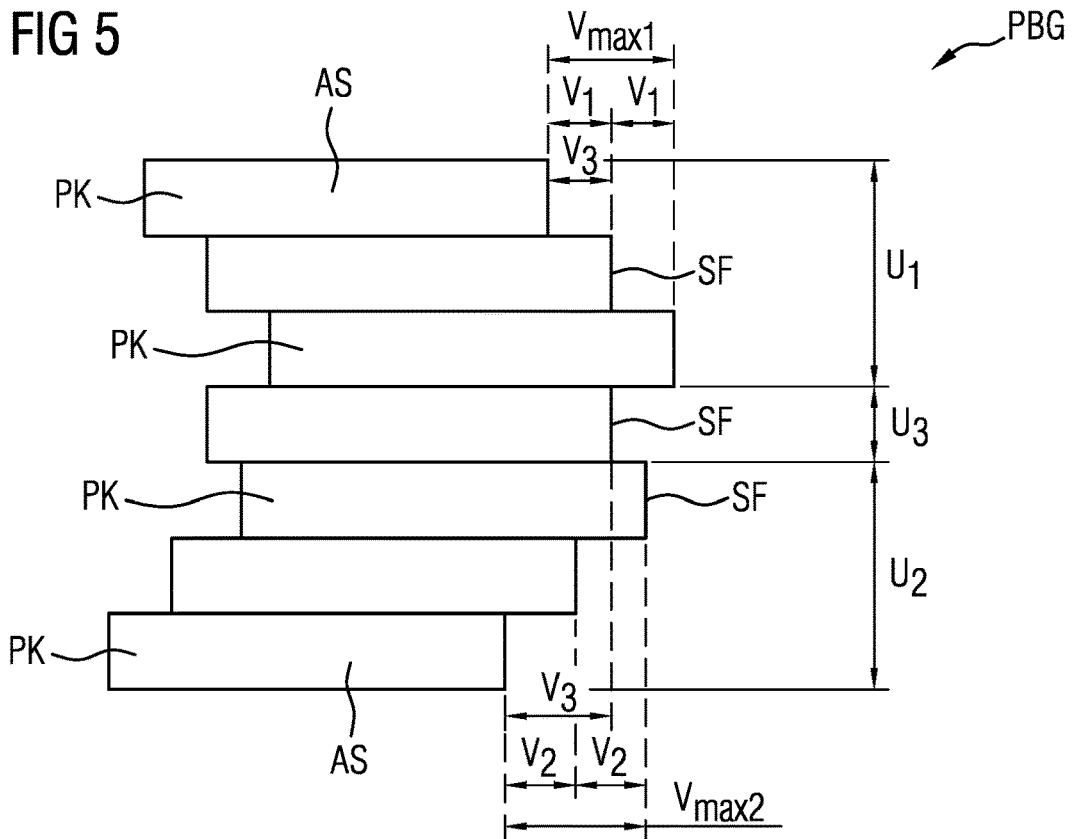 FIG 5
PBG
Vmax1
AS
V1 V1
V3
PK
SF
U1
PK
SF
U3
PK
SF
U2
PK
V3
AS
V2 V2
Vmax2